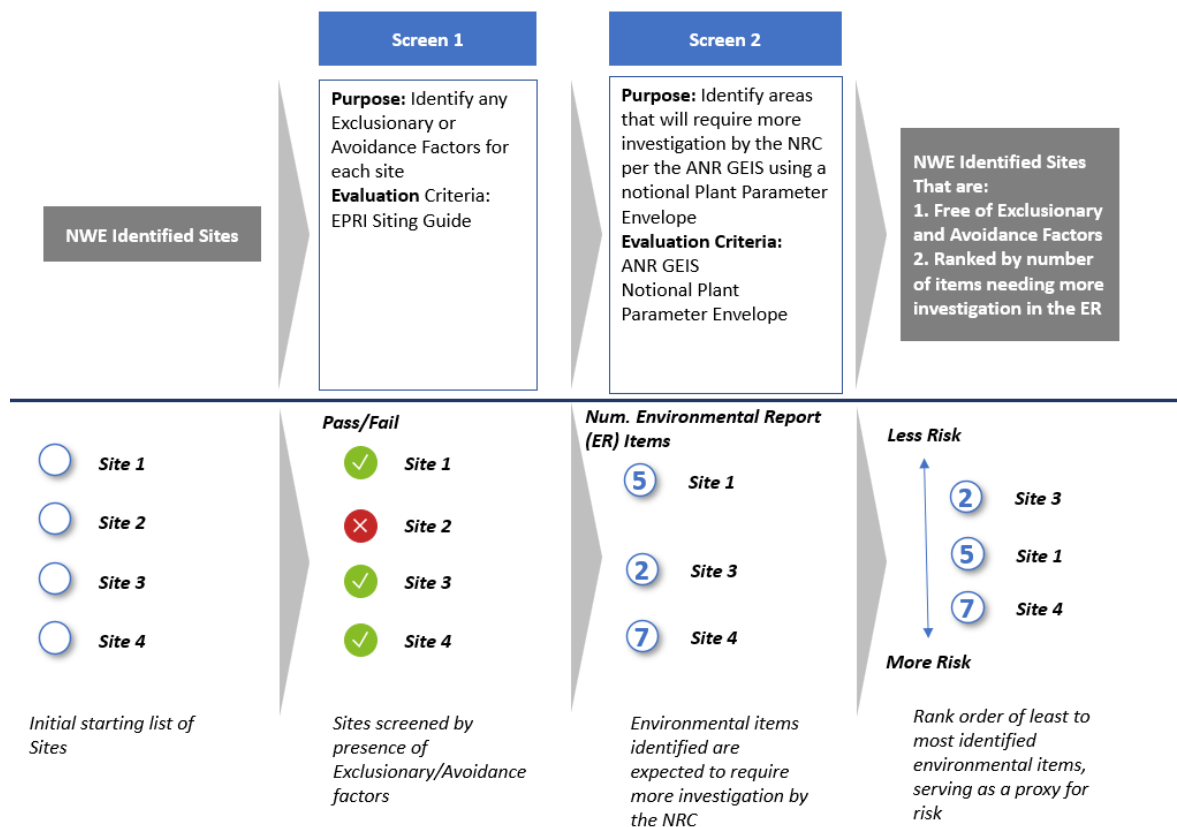 Screen 1
Screen 2
NWE Identified Sites
Purpose: Identify any
Exclusionary or
Avoidance Factors for
each site
Evaluation Criteria:
EPRI Siting Guide
Purpose: Identify areas
that will require more
investigation by the NRC
per the ANR GEIS using a
notional Plant Parameter
Envelope
Evaluation Criteria:
ANR GEIS
Notional Plant
Parameter Envelope
NWE Identified Sites
That are:
1. Free of Exclusionary
and Avoidance Factors
2. Ranked by number
of items needing more
investigation in the ER
Site 1
Site 2
Site 3
Site 4
Initial starting list of
Sites
Pass/Fail
Site 1
Site 2
Site 3
Site 4
Sites screened by
presence of
Exclusionary/Avoidance
factors
Num. Environmental Report
(ER) Items
5 Site 1
2 Site 3
7 Site 4
Environmental items
identified are
expected to require
more investigation by
the NRC
Less Risk
2 Site 3
5 Site 1
7 Site 4
More Risk
Rank order of least to
most identified
environmental items,
serving as a proxy for
risk